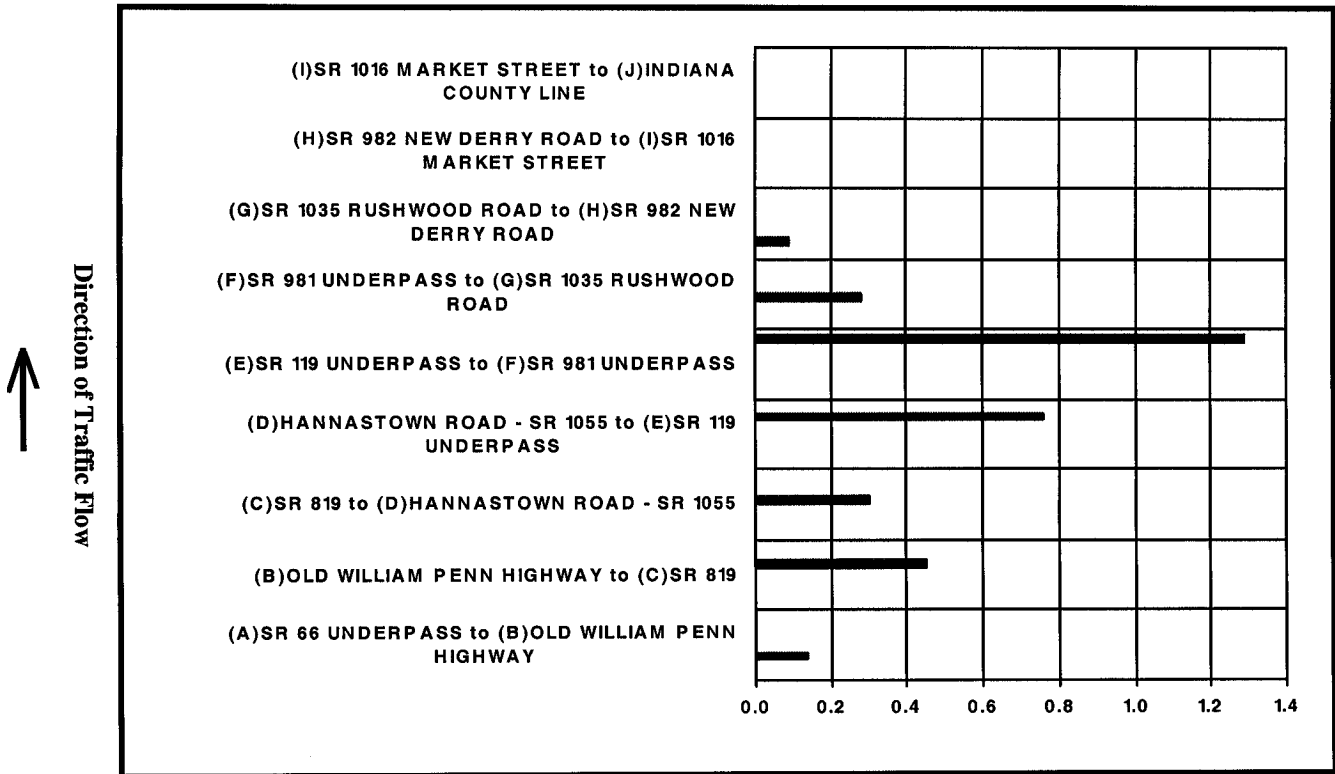 (I)SR 1016 MARKET STREET to (J)INDIANA
COUNTY LINE
(H)SR 982 NEW DERRY ROAD to (I)SR 1016
MARKET STREET
(G)SR 1035 RUSHWOOD ROAD to (H)SR 982 NEW
DERRY ROAD
(F)SR 981 UNDERPASS to (G)SR 1035 RUSHWOOD
ROAD
(E)SR 119 UNDERPASS to (F)SR 981 UNDERPASS
(D)HANNASTOWN ROAD - SR 1055 to (E)SR 119
UNDERPASS
(C)SR 819 to (D)HANNASTOWN ROAD - SR 1055
(B)OLD WILLIAM PENN HIGHWAY to (C)SR 819
(A)SR 66 UNDERPASS to (B)OLD WILLIAM PENN
HIGHWAY
0.0 0.2 0.4 0.6 0.8 1.0 1.2 1.4
Direction of Traffic Flow